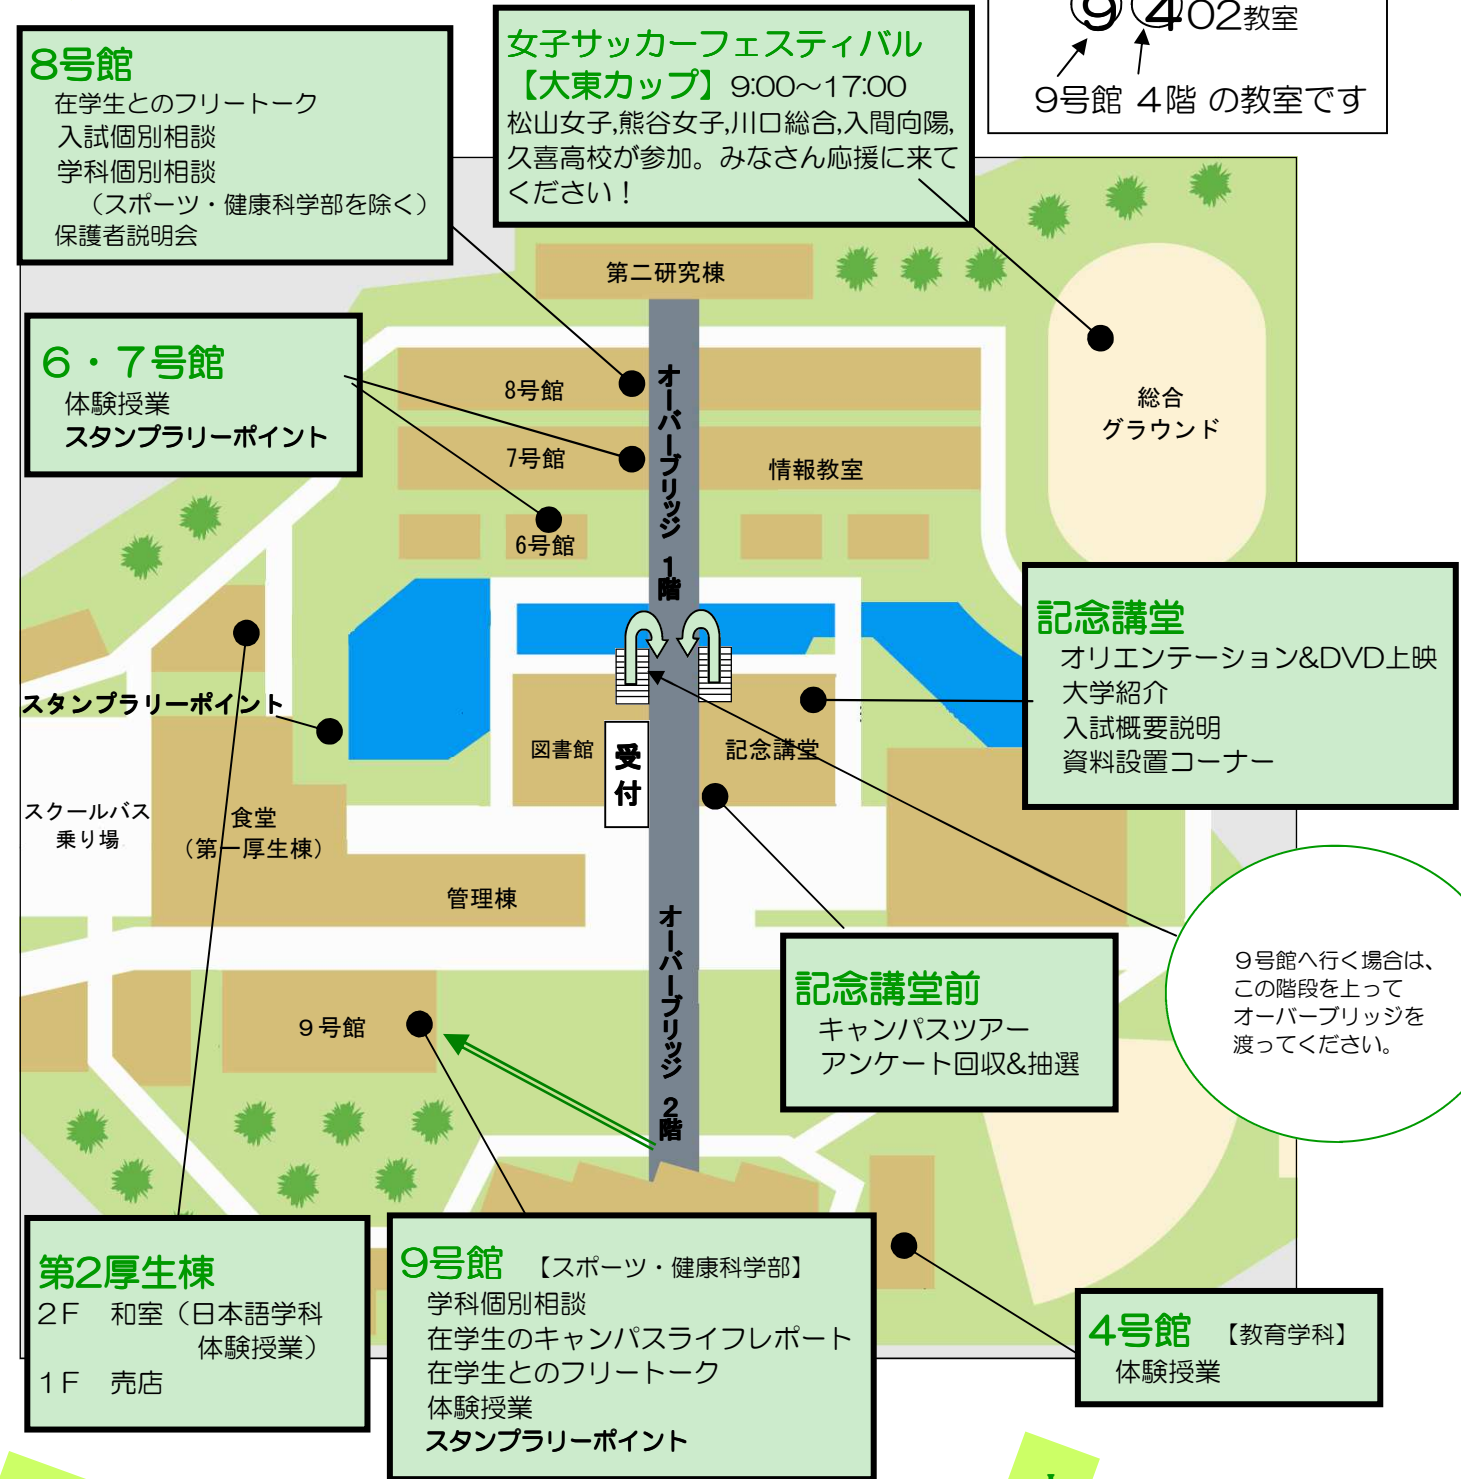 ９４02教室
9号館 4階 の教室です
8号館
在学生とのフリートーク
入試個別相談
学科個別相談
（スポーツ・健康科学部を除く）
保護者説明会
女子サッカーフェスティバル
【大東カップ】9:00～17:00
松山女子,熊谷女子,川口総合,入間向陽,
久喜高校が参加。みなさん応援に来て
ください！
第二研究棟
6・7号館
体験授業
スタンプラリーポイント
8号館
7号館
6号館
情報教室
オーバーブリッジ 1階
総合
グラウンド
記念講堂
オリエンテーション&DVD上映
大学紹介
入試概要説明
資料設置コーナー
スタンプラリーポイント
図書館
受付
記念講堂
スクールバス
乗り場
食堂
（第一厚生棟）
管理棟
オーバーブリッジ 2階
記念講堂前
キャンパスツアー
アンケート回収&抽選
９号館へ行く場合は、
この階段を上って
オーバーブリッジを
渡ってください。
９号館
第2厚生棟
２Ｆ　和室（日本語学科
体験授業）
１Ｆ　売店
9号館 【スポーツ・健康科学部】
学科個別相談
在学生のキャンパスライフレポート
在学生とのフリートーク
体験授業
スタンプラリーポイント
4号館 【教育学科】
体験授業